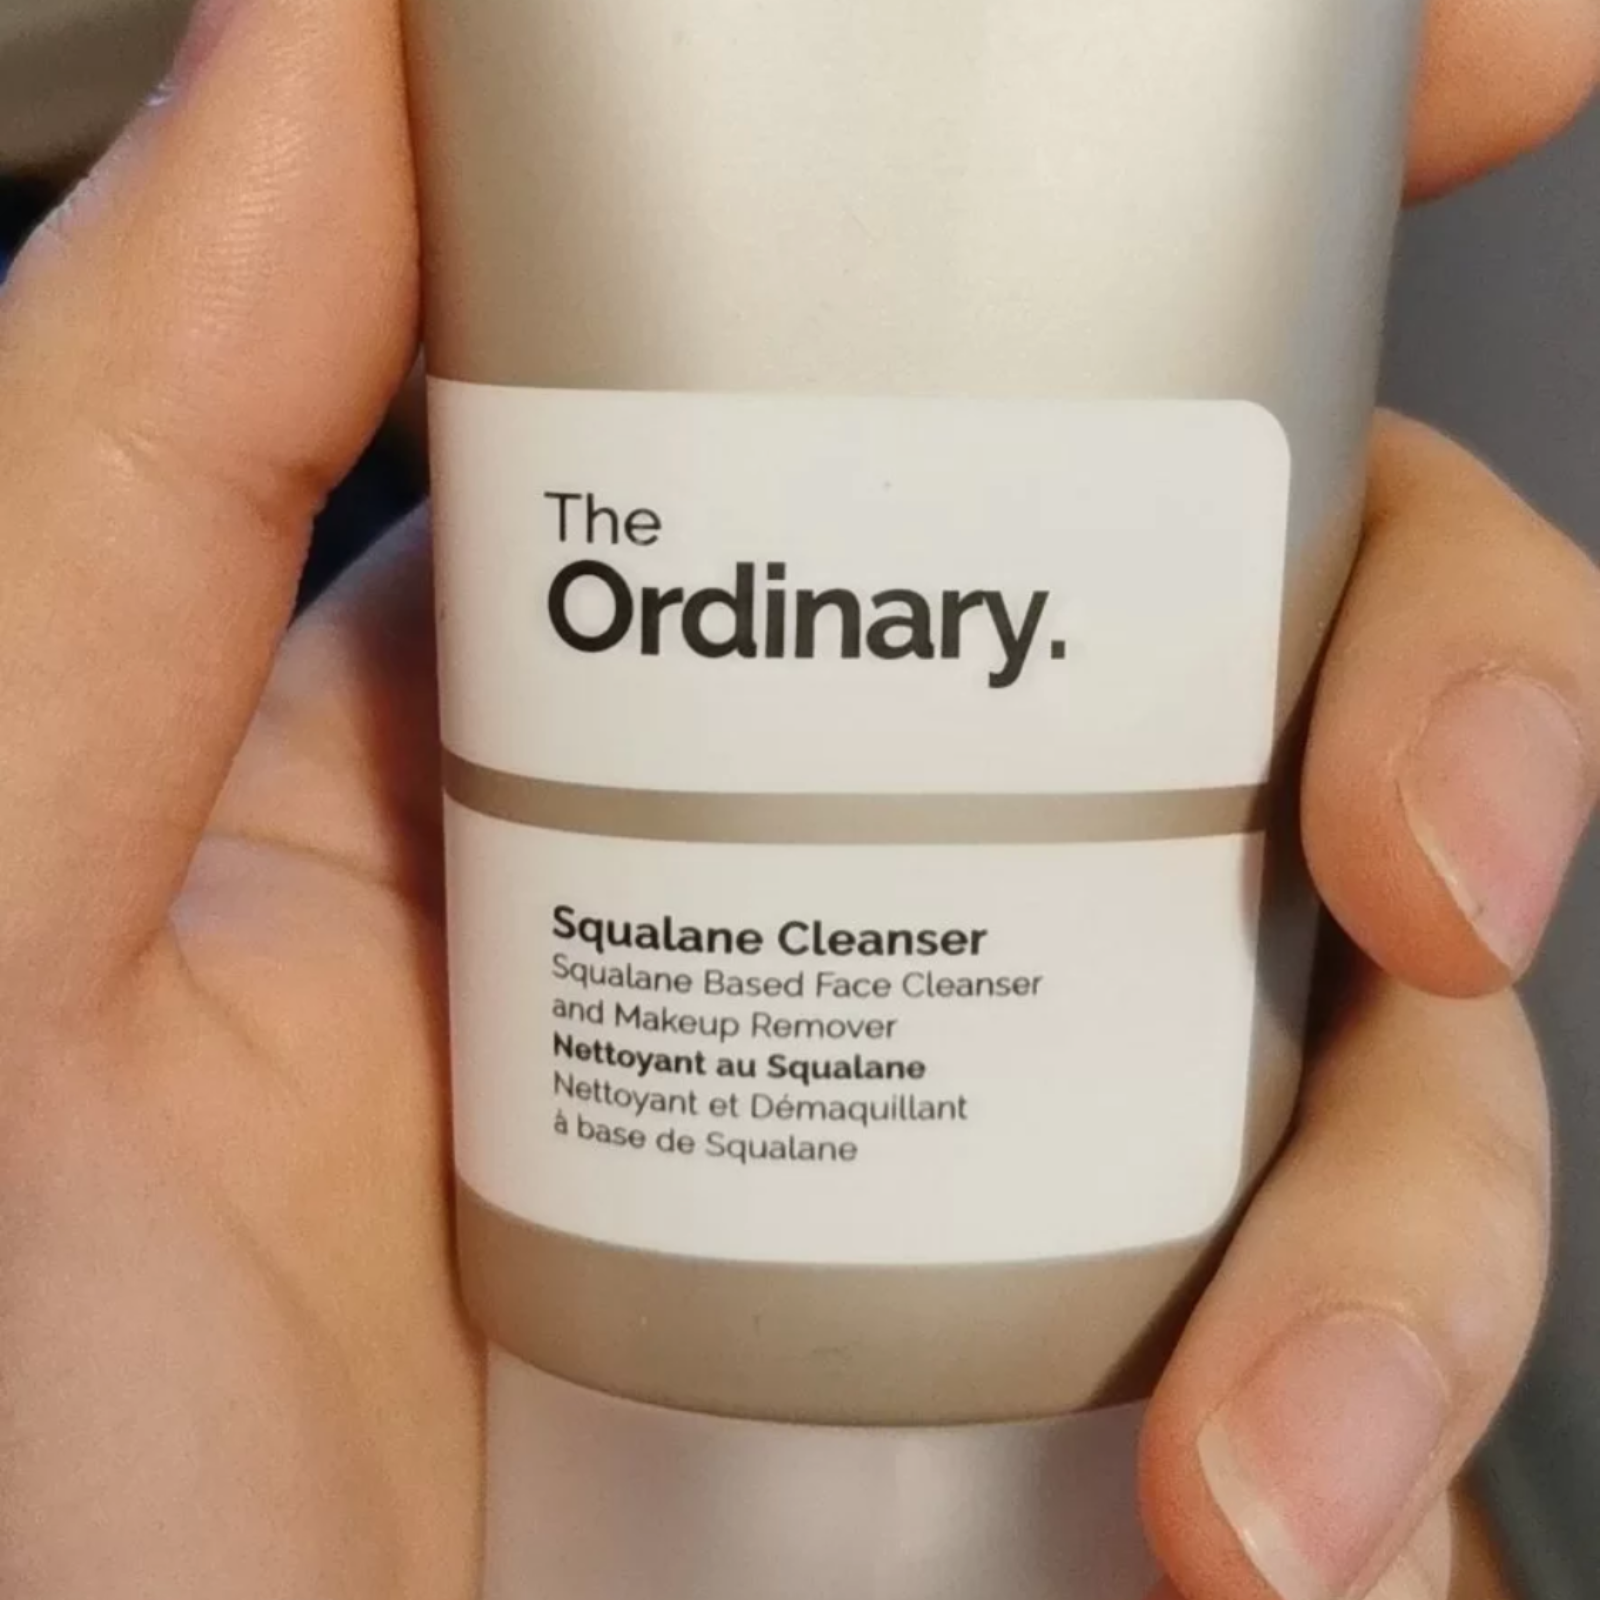 The
Ordinary.
Squalane Cleanser
Squalane Based Face Cleanser
and Makeup Remover
Nettoyant au Squalane
Nettoyant et Démaquillant
à base de Squalane